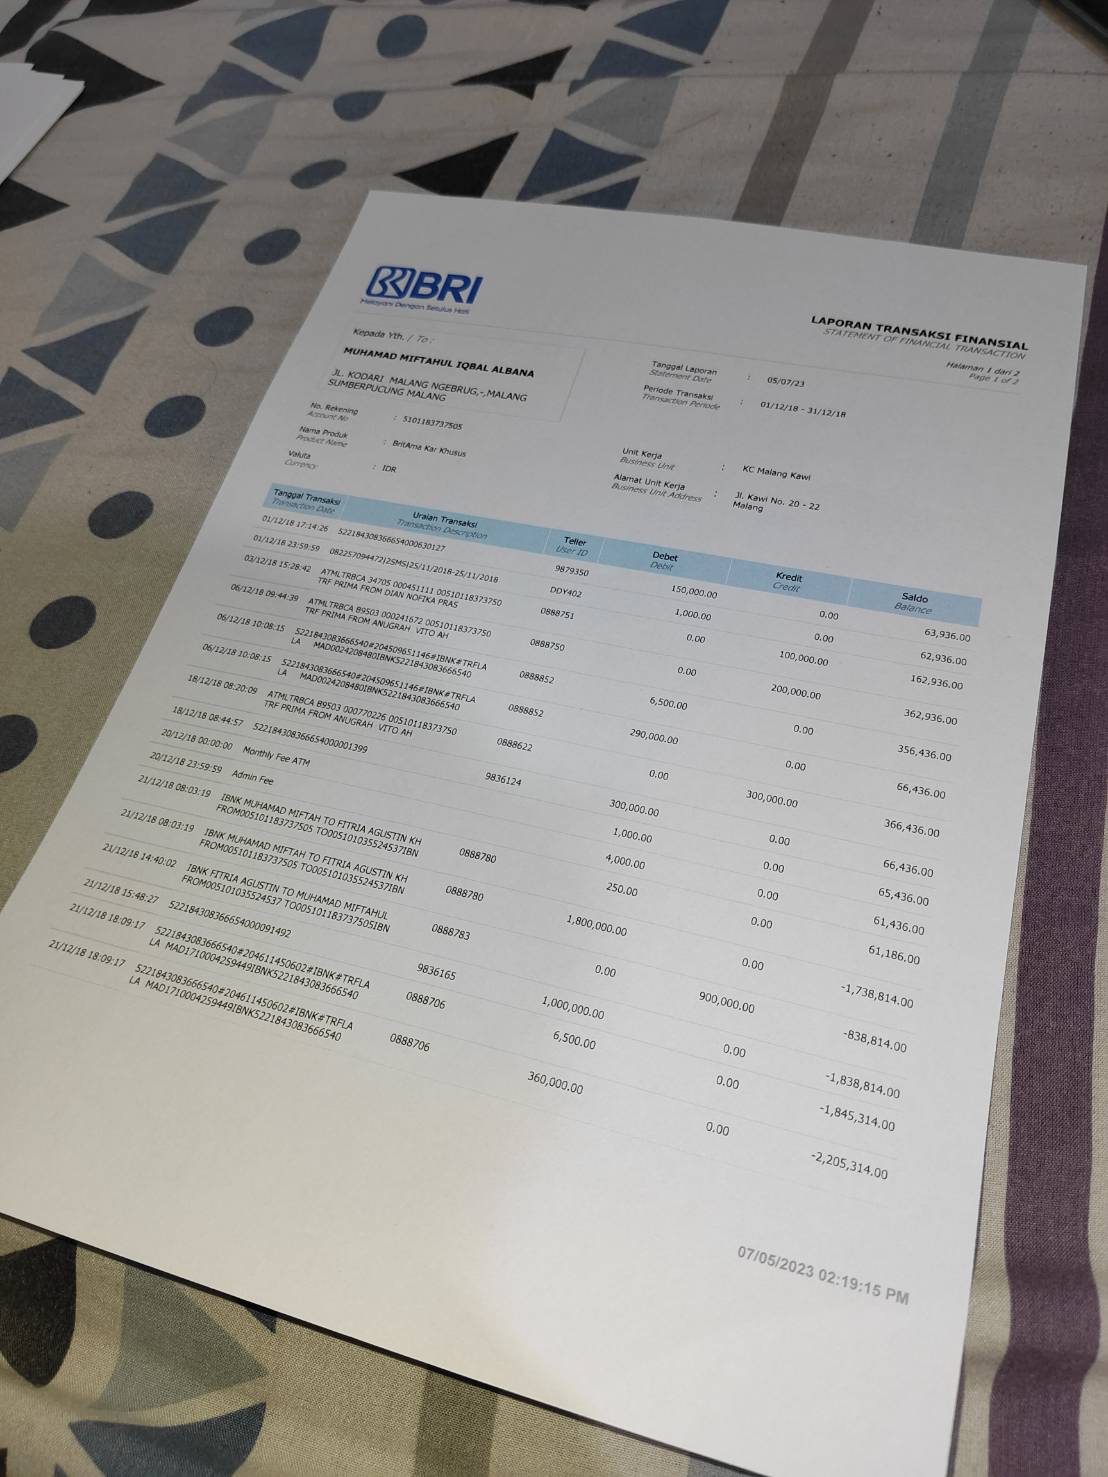 BRI
Melayani Dengan Setulus Hati
LAPORAN TRANSAKSI FINANSIAL
STATEMENT OF FINANCIAL TRANSACTION
Halaman 1 dari 2
Page 1 of 2
Kepada Yth. / To :
MUHAMAD MIFTAHUL IQBAL ALBANA
JL. KODARI MALANG NGEBRUG,-,MALANG
SUMBERPUCUNG MALANG
Tanggal Laporan : 05/07/23
Statement Date
Periode Transaksi : 01/12/18 - 31/12/18
Transaction Periode
No. Rekening : 5101183737505
Account No
Nama Produk : BritAma Kar Khusus
Product Name
Valuta : IDR
Currency
Unit Kerja : KC Malang Kawi
Business Unit
Alamat Unit Kerja : Jl. Kawi No. 20 - 22
Business Unit Address Malang
Tanggal Transaksi Uraian Transaksi Teller Debet Kredit Saldo
Transaction Date Transaction Description User ID Debit Credit Balance
01/12/18 17:14:26 522184308366654000630127 9879350 150,000.00 0.00 63,936.00
01/12/18 23:59:59 082257094472|2SMS|25/11/2018-25/11/2018 DDY402 1,000.00 0.00 62,936.00
03/12/18 15:28:42 ATMLTRBCA 34705 000451111 00510118373750 0888751 0.00 100,000.00 162,936.00
TRF PRIMA FROM DIAN NOFIKA PRAS
06/12/18 09:44:39 ATMLTRBCA B9503 000241672 00510118373750 0888750 0.00 200,000.00 362,936.00
TRF PRIMA FROM ANUGRAH VITO AH
06/12/18 10:08:15 5221843083666540#204509651146#IBNK#TRFLA 0888852 6,500.00 0.00 356,436.00
LA MAD0024208480IBNK5221843083666540
06/12/18 10:08:15 5221843083666540#204509651146#IBNK#TRFLA 0888852 290,000.00 0.00 66,436.00
LA MAD0024208480IBNK5221843083666540
18/12/18 08:20:09 ATMLTRBCA B9503 000770226 00510118373750 0888622 0.00 300,000.00 366,436.00
TRF PRIMA FROM ANUGRAH VITO AH
18/12/18 08:44:57 522184308366654000001399 9836124 300,000.00 0.00 66,436.00
20/12/18 00:00:00 Monthly Fee ATM 1,000.00 0.00 65,436.00
20/12/18 23:59:59 Admin Fee 4,000.00 0.00 61,436.00
21/12/18 08:03:19 IBNK MUHAMAD MIFTAH TO FITRIA AGUSTIN KH 0888780 250.00 0.00 61,186.00
FROM005101183737505 TO005101035524537IBN
21/12/18 08:03:19 IBNK MUHAMAD MIFTAH TO FITRIA AGUSTIN KH 0888780 1,800,000.00 0.00 -1,738,814.00
FROM005101183737505 TO005101035524537IBN
21/12/18 14:40:02 IBNK FITRIA AGUSTIN TO MUHAMAD MIFTAHUL 0888783 0.00 900,000.00 -838,814.00
FROM005101035524537 TO005101183737505IBN
21/12/18 15:48:27 522184308366654000091492 9836165 1,000,000.00 0.00 -1,838,814.00
21/12/18 18:09:17 5221843083666540#204611450602#IBNK#TRFLA 0888706 6,500.00 0.00 -1,845,314.00
LA MAD1710004259449IBNK5221843083666540
21/12/18 18:09:17 5221843083666540#204611450602#IBNK#TRFLA 0888706 360,000.00 0.00 -2,205,314.00
LA MAD1710004259449IBNK5221843083666540
07/05/2023 02:19:15 PM